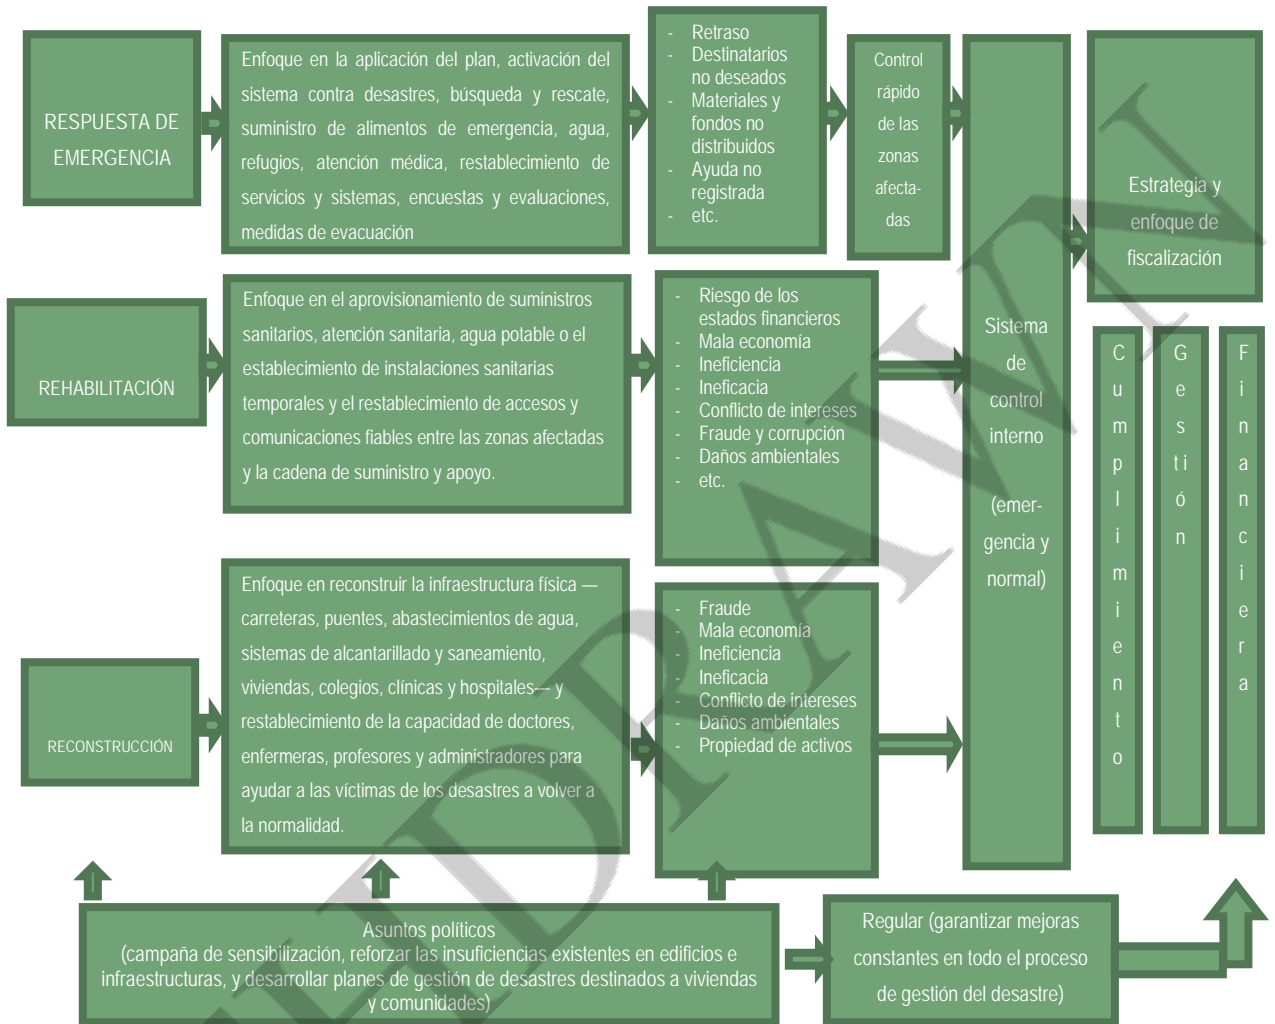 RESPUESTA DE
EMERGENCIA
Enfoque en la aplicación del plan, activación del
sistema contra desastres, búsqueda y rescate,
suministro de alimentos de emergencia, agua,
refugios, atención médica, restablecimiento de
servicios y sistemas, encuestas y evaluaciones,
medidas de evacuación
- Retraso
- Destinatarios
no deseados
- Materiales y
fondos no
distribuidos
- Ayuda no
registrada
- etc.
Control
rápido
de las
zonas
afecta-
das
Sistema
de
control
interno
(emer-
gencia y
normal)
Estrategia y
enfoque de
fiscalización
REHABILITACIÓN
Enfoque en el aprovisionamiento de suministros
sanitarios, atención sanitaria, agua potable o el
establecimiento de instalaciones sanitarias
temporales y el restablecimiento de accesos y
comunicaciones fiables entre las zonas afectadas
y la cadena de suministro y apoyo.
- Riesgo de los
estados financieros
- Mala economía
- Ineficiencia
- Ineficacia
- Conflicto de intereses
- Fraude y corrupción
- Daños ambientales
- etc.
Cumplimiento
Gestión
Financiera
RECONSTRUCCIÓN
Enfoque en reconstruir la infraestructura física —
carreteras, puentes, abastecimientos de agua,
sistemas de alcantarillado y saneamiento,
viviendas, colegios, clínicas y hospitales— y
restablecimiento de la capacidad de doctores,
enfermeras, profesores y administradores para
ayudar a las víctimas de los desastres a volver a
la normalidad.
- Fraude
- Mala economía
- Ineficiencia
- Ineficacia
- Conflicto de intereses
- Daños ambientales
- Propiedad de activos
Asuntos políticos
(campaña de sensibilización, reforzar las insuficiencias existentes en edificios e
infraestructuras, y desarrollar planes de gestión de desastres destinados a viviendas
y comunidades)
Regular (garantizar mejoras
constantes en todo el proceso
de gestión del desastre)
HDRAWN